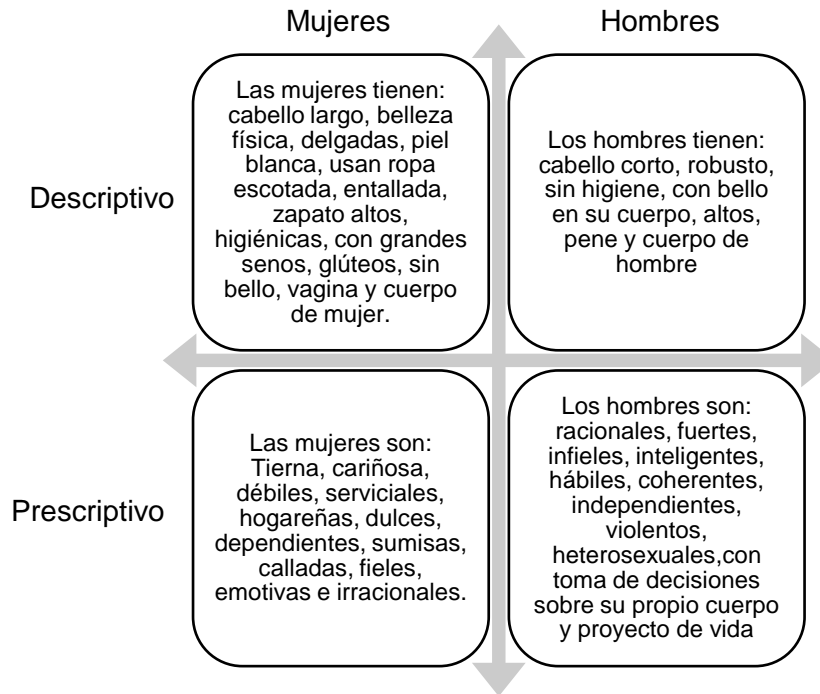 Mujeres
Hombres
Descriptivo
Las mujeres tienen:
cabello largo, belleza
física, delgadas, piel
blanca, usan ropa
escotada, entallada,
zapato altos,
higiénicas, con grandes
senos, glúteos, sin
bello, vagina y cuerpo
de mujer.
Los hombres tienen:
cabello corto, robusto,
sin higiene, con bello
en su cuerpo, altos,
pene y cuerpo de
hombre
Prescriptivo
Las mujeres son:
Tierna, cariñosa,
débiles, serviciales,
hogareñas, dulces,
dependientes, sumisas,
calladas, fieles,
emotivas e irracionales.
Los hombres son:
racionales, fuertes,
infieles, inteligentes,
hábiles, coherentes,
independientes,
violentos,
heterosexuales,con
toma de decisiones
sobre su propio cuerpo
y proyecto de vida